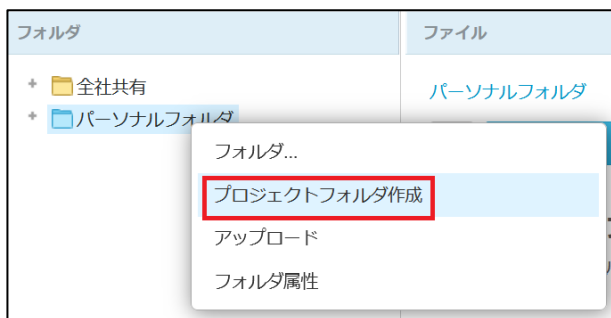 フォルダ
ファイル
全社共有
パーソナルフォルダ
パーソナルフォルダ
フォルダ...
プロジェクトフォルダ作成
アップロード
フォルダ属性